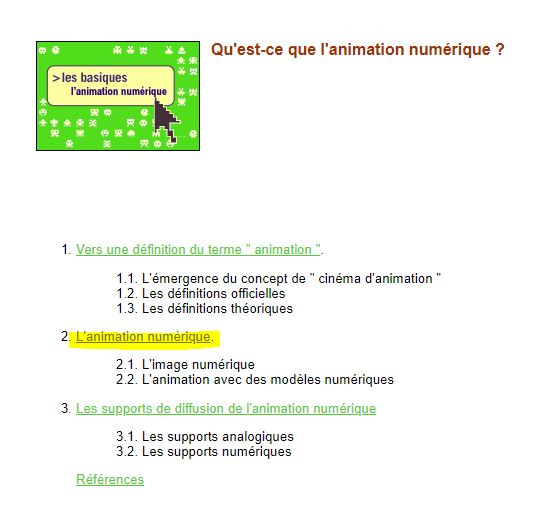 Qu'est-ce que l'animation numérique ?
>les basiques
l'animation numérique
1. Vers une définition du terme " animation ".
1.1. L'émergence du concept de " cinéma d'animation "
1.2. Les définitions officielles
1.3. Les définitions théoriques
2. L'animation numérique.
2.1. L'image numérique
2.2. L'animation avec des modèles numériques
3. Les supports de diffusion de l'animation numérique
3.1. Les supports analogiques
3.2. Les supports numériques
Références